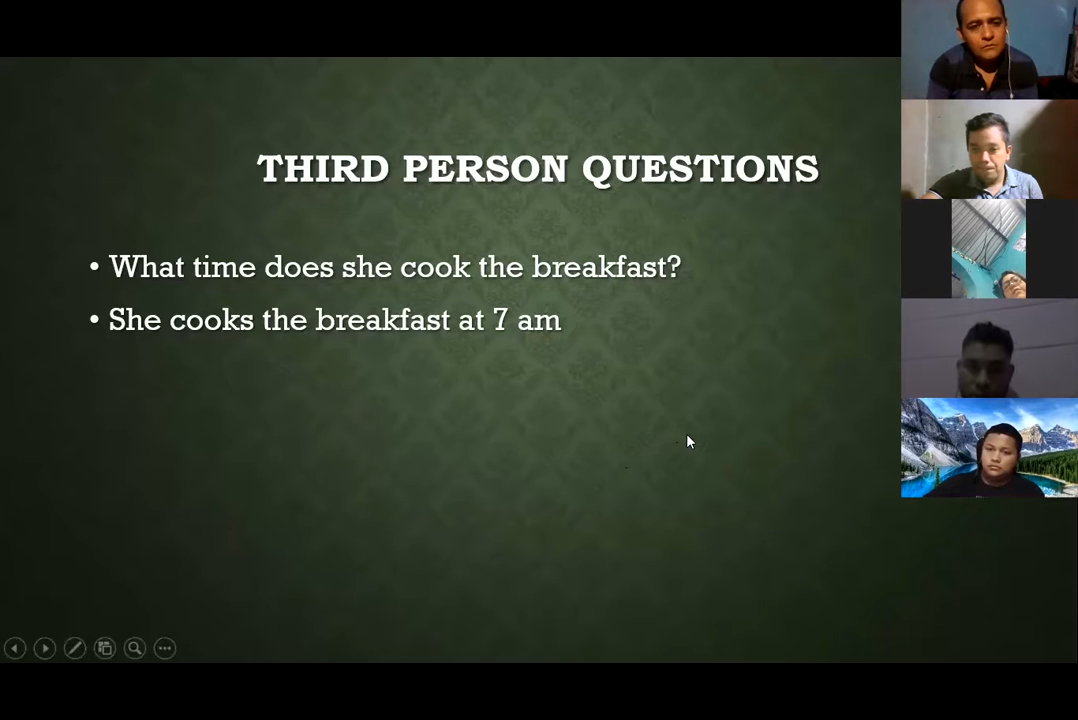 THIRD PERSON QUESTIONS
• What time does she cook the breakfast?
• She cooks the breakfast at 7 am